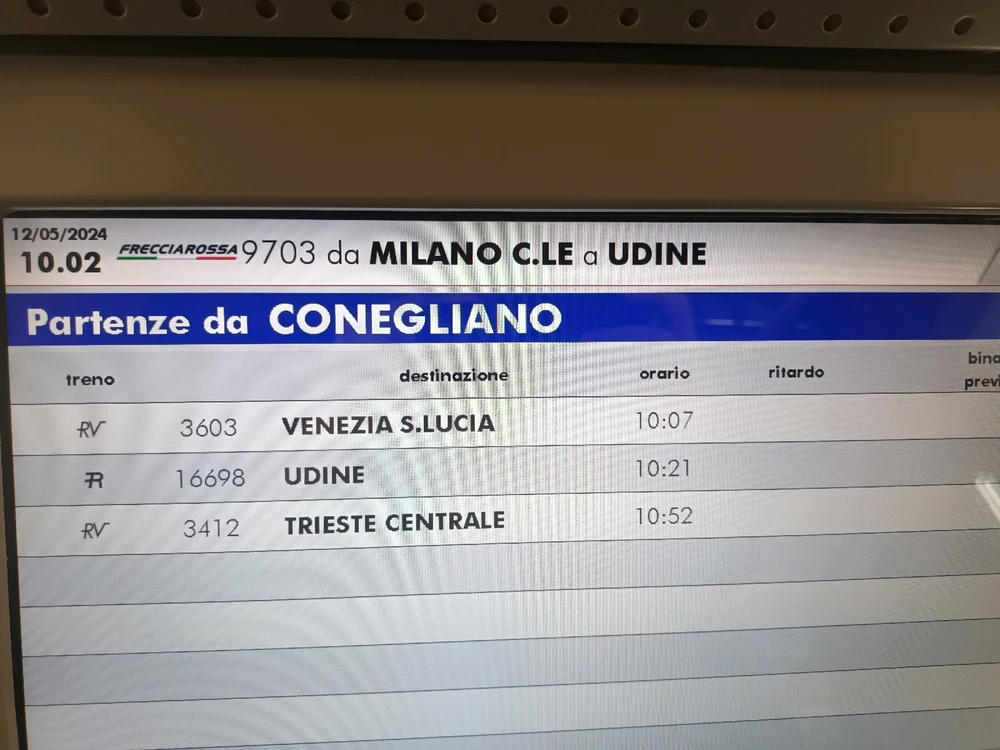 12/05/2024
10.02 FRECCIAROSSA 9703 da MILANO C.LE a UDINE
Partenze da CONEGLIANO
treno destinazione orario ritardo
RV 3603 VENEZIA S.LUCIA 10:07
R 16698 UDINE 10:21
RV 3412 TRIESTE CENTRALE 10:52